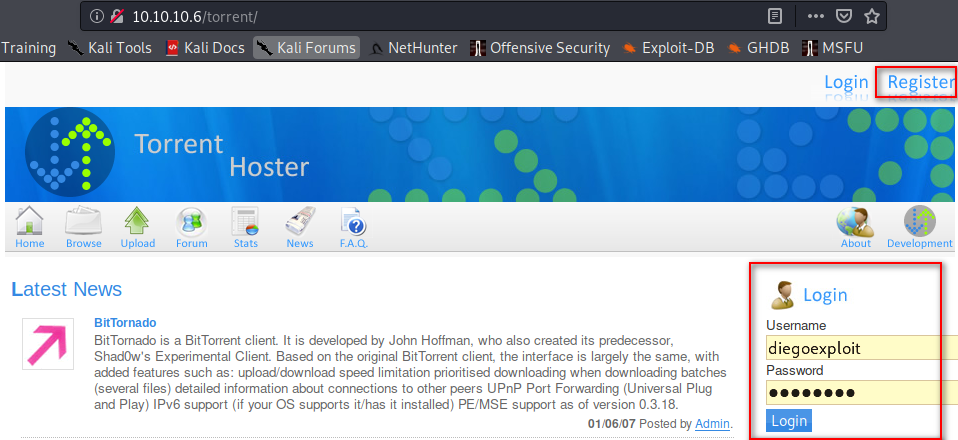 10.10.10.6/torrent/
Training Kali Tools Kali Docs Kali Forums NetHunter Offensive Security Exploit-DB GHDB MSFU
Login Register
Torrent
Hoster
Home Browse Upload Forum Stats News F.A.Q. About Development
Latest News
BitTornado
BitTornado is a BitTorrent client. It is developed by John Hoffman, who also created its predecessor,
Shad0w's Experimental Client. Based on the original BitTorrent client, the interface is largely the same, with
added features such as: upload/download speed limitation prioritised downloading when downloading batches
(several files) detailed information about connections to other peers UPnP Port Forwarding (Universal Plug
and Play) IPv6 support (if your OS supports it/has it installed) PE/MSE support as of version 0.3.18.
01/06/07 Posted by Admin.
Login
Username
diegoexploit
Password
●●●●●●●●
Login